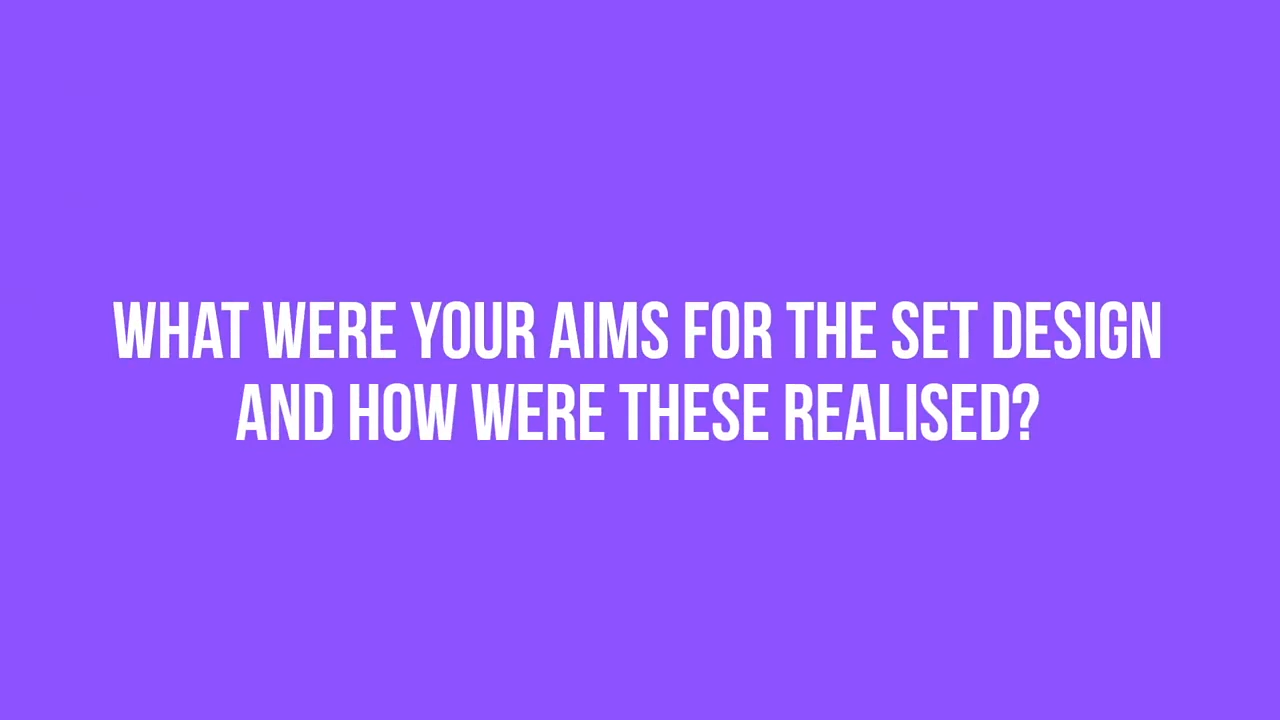 WHAT WERE YOUR AIMS FOR THE SET DESIGN
AND HOW WERE THESE REALISED?